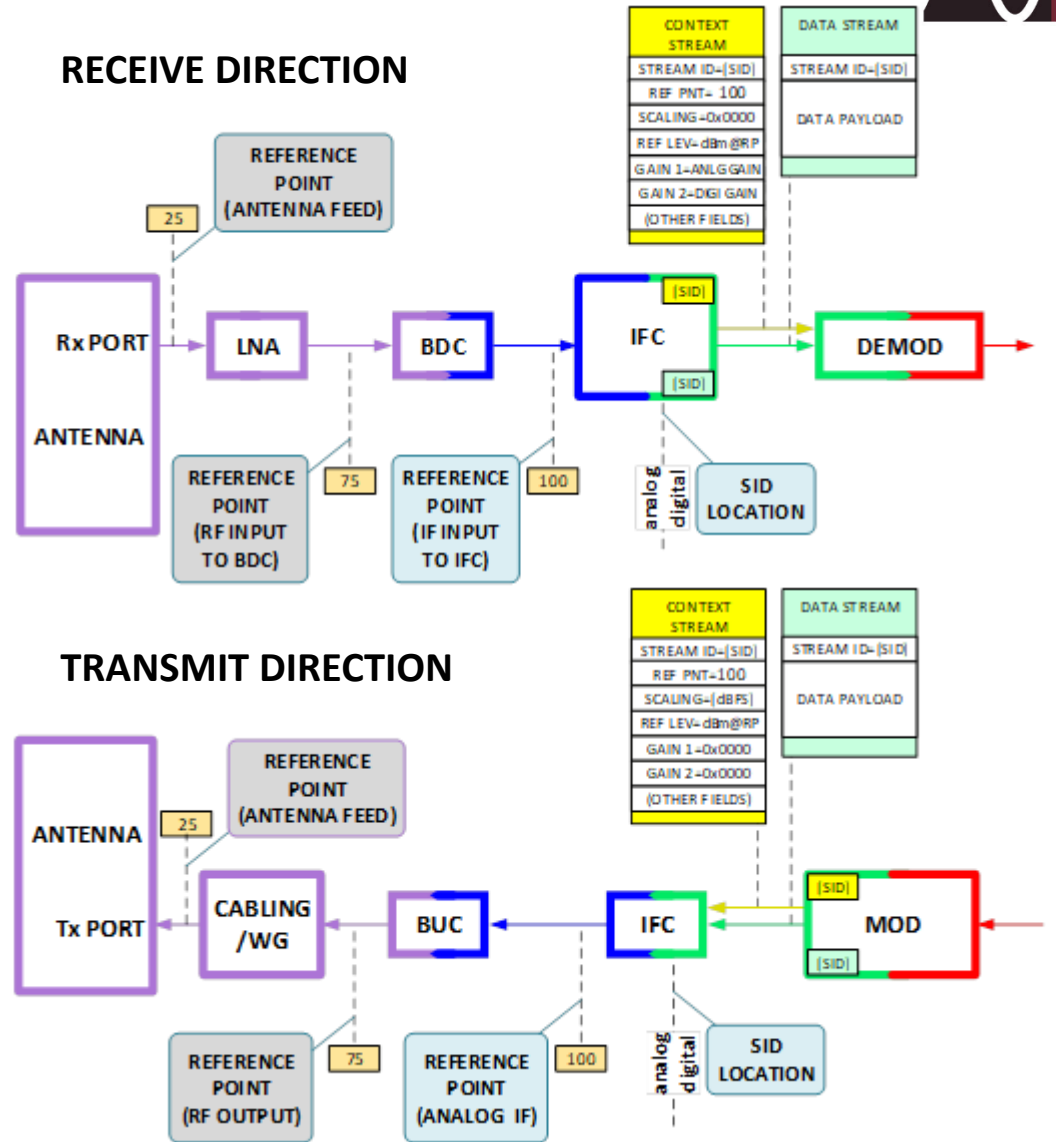 RECEIVE DIRECTION
CONTEXT
STREAM
STREAM ID=(SID)
REF PNT= 100
SCALING=0x0000
REF LEV=dBm@RP
GAIN 1=ANLG GAIN
GAIN 2=DIGI GAIN
(OTHER FIELDS)
DATA STREAM
STREAM ID=(SID)
DATA PAYLOAD
REFERENCE
POINT
(ANTENNA FEED)
25
Rx PORT
ANTENNA
LNA
BDC
IFC
(SID)
(SID)
DEMOD
REFERENCE
POINT
(RF INPUT
TO BDC)
75
REFERENCE
POINT
(IF INPUT
TO IFC)
100
analog
digital
SID
LOCATION
TRANSMIT DIRECTION
CONTEXT
STREAM
STREAM ID=(SID)
REF PNT=100
SCALING=(dBFS)
REF LEV=dBm@RP
GAIN 1=0x0000
GAIN 2=0x0000
(OTHER FIELDS)
DATA STREAM
STREAM ID=(SID)
DATA PAYLOAD
REFERENCE
POINT
(ANTENNA FEED)
25
ANTENNA
Tx PORT
CABLING
/WG
BUC
IFC
(SID)
(SID)
MOD
REFERENCE
POINT
(RF OUTPUT)
75
REFERENCE
POINT
(ANALOG IF)
100
analog
digital
SID
LOCATION